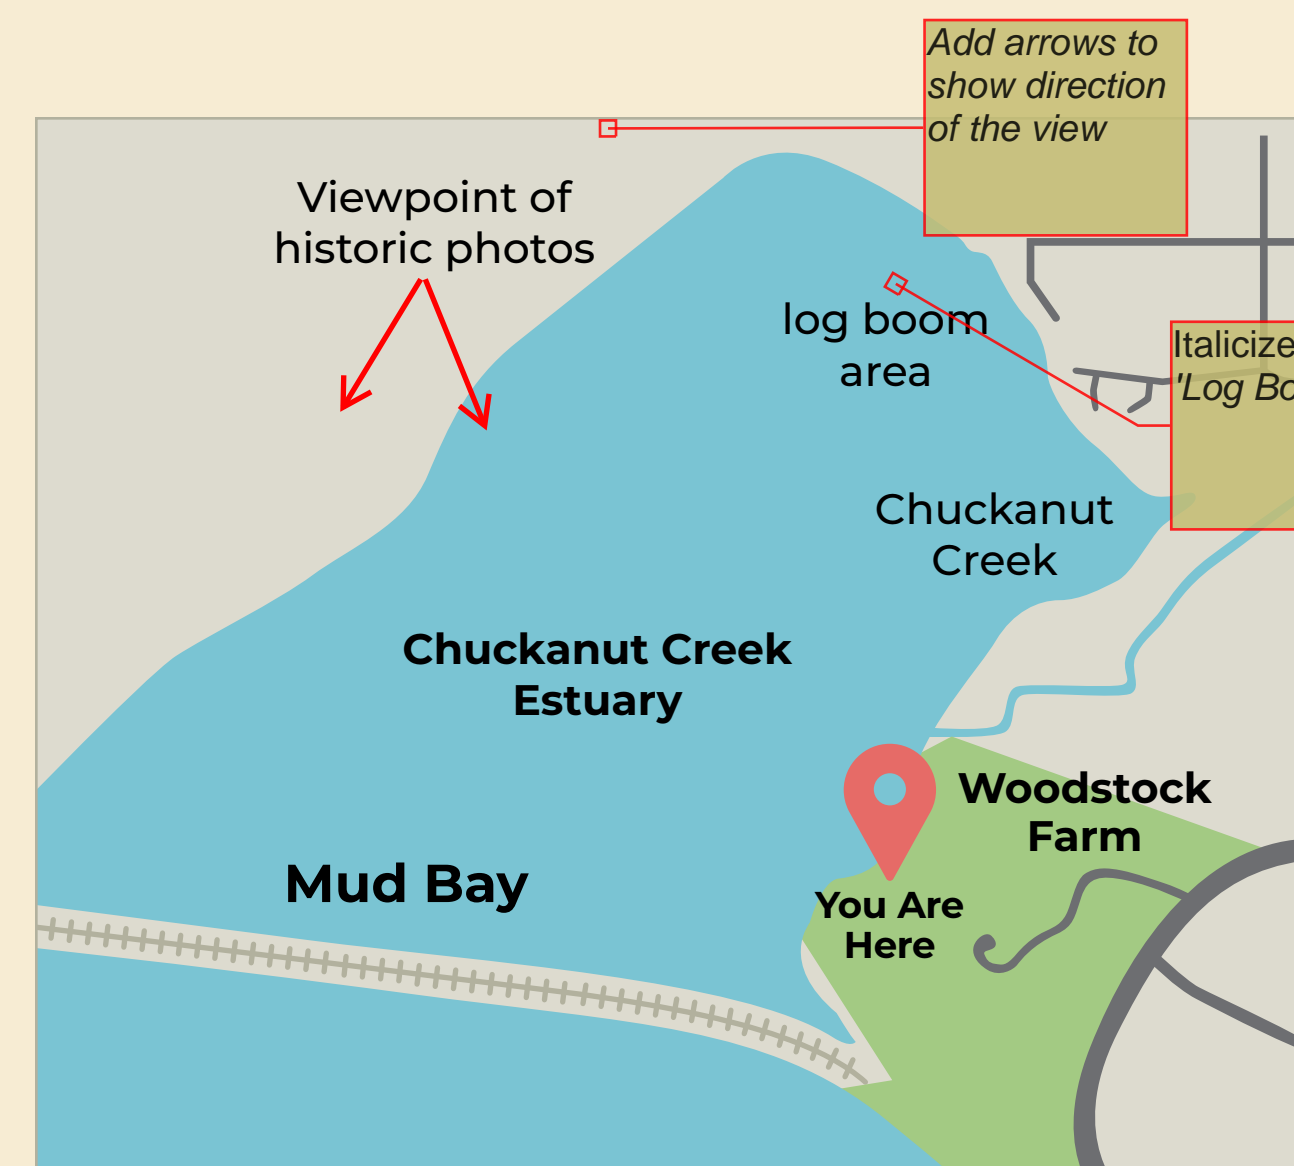 Add arrows to
show direction
of the view
Viewpoint of
historic photos
log boom
area
Italicize
'Log Bo
Chuckanut
Creek
Chuckanut Creek
Estuary
Woodstock
Farm
Mud Bay
You Are
Here